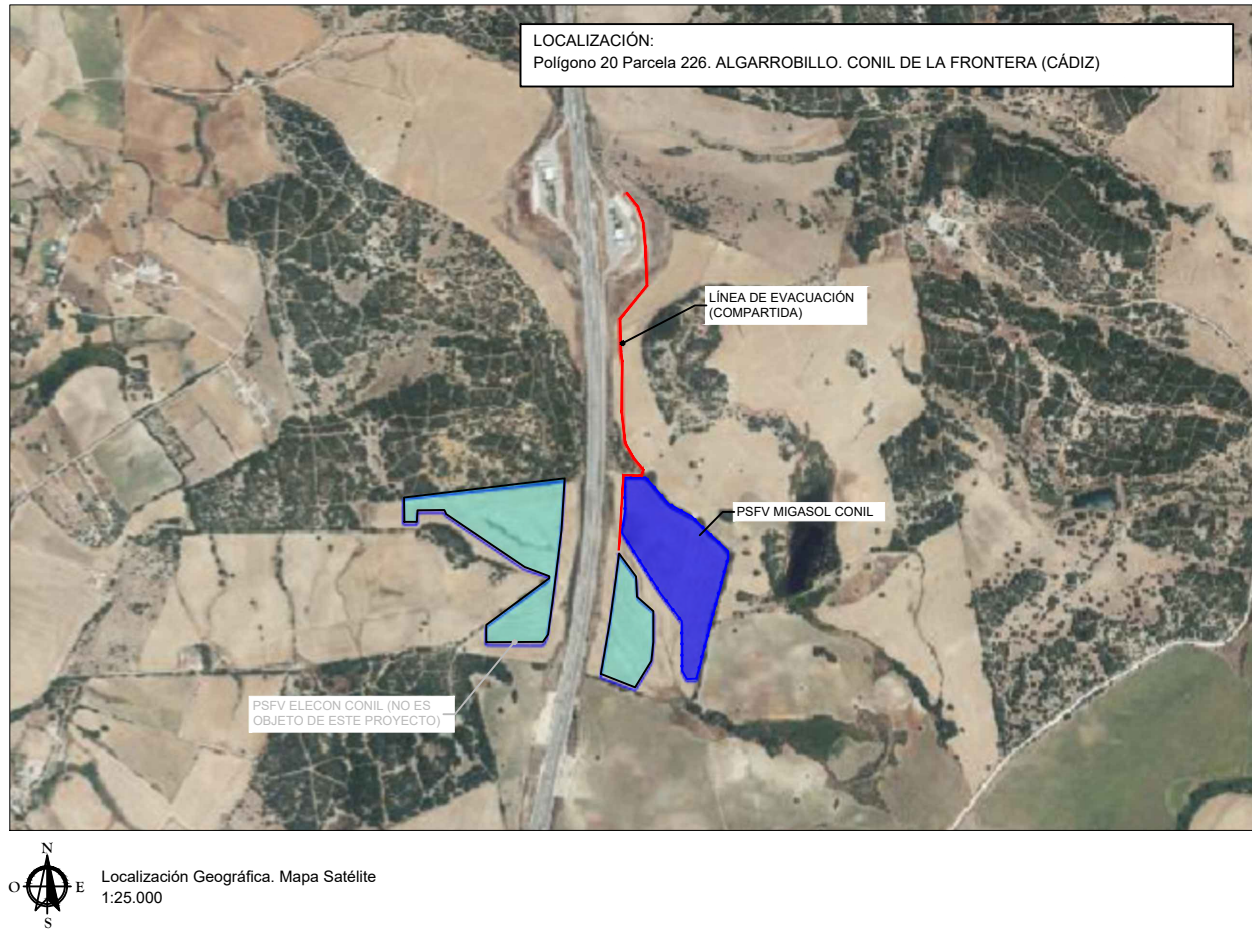 LOCALIZACIÓN:
Polígono 20 Parcela 226. ALGARROBILLO. CONIL DE LA FRONTERA (CÁDIZ)
LÍNEA DE EVACUACIÓN
(COMPARTIDA)
PSFV MIGASOL CONIL
PSFV ELECON CONIL (NO ES
OBJETO DE ESTE PROYECTO)
N
O E
S
Localización Geográfica. Mapa Satélite
1:25.000